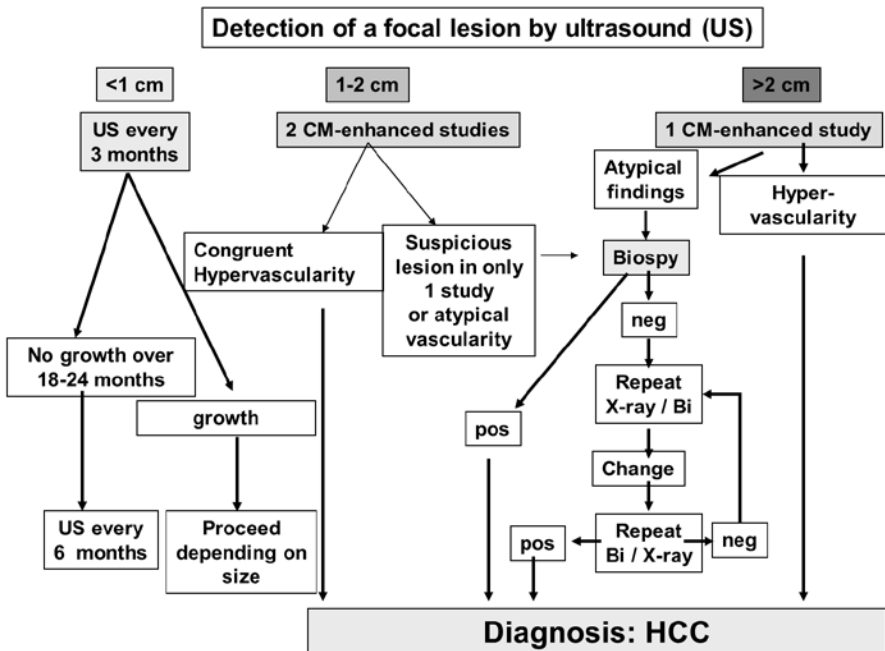 Detection of a focal lesion by ultrasound (US)
<1 cm
1-2 cm
>2 cm
US every
3 months
2 CM-enhanced studies
1 CM-enhanced study
Atypical
findings
Hyper-
vascularity
Congruent
Hypervascularity
Suspicious
lesion in only
1 study
or atypical
vascularity
Biospy
neg
No growth over
18-24 months
growth
pos
Repeat
X-ray / Bi
Change
US every
6 months
Proceed
depending on
size
pos
Repeat
Bi / X-ray
neg
Diagnosis: HCC